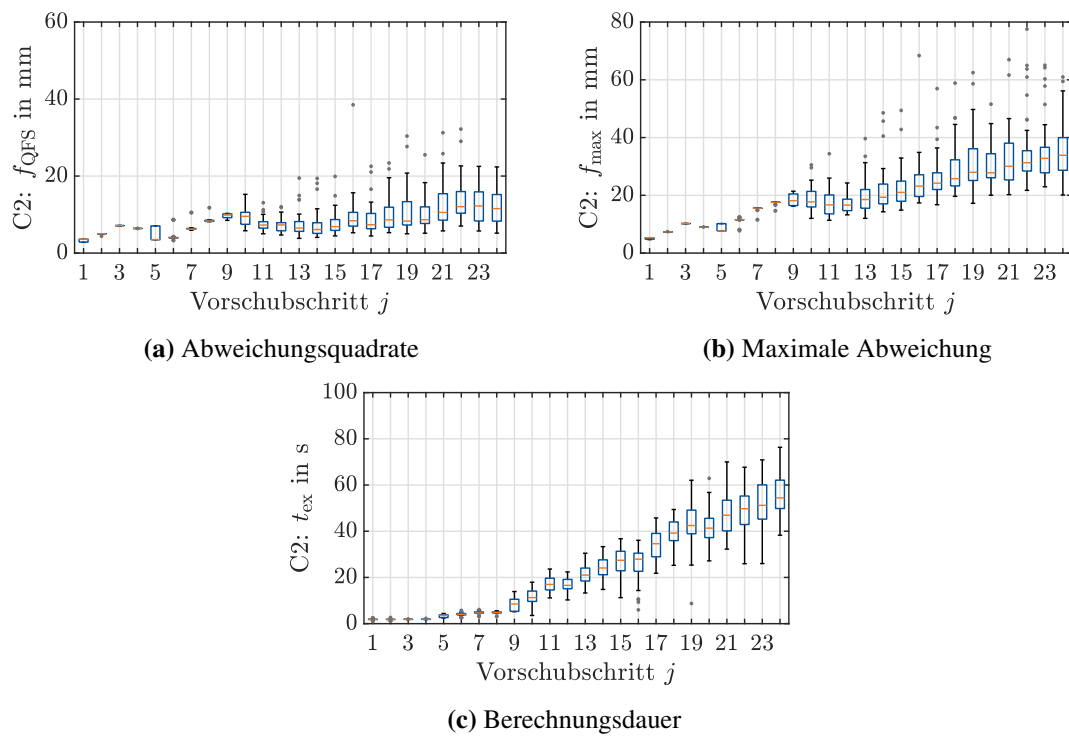 60
40
20
0
C2: f_QFS in mm
1 3 5 7 9 11 13 15 17 19 21 23
Vorschubschritt j
(a) Abweichungsquadrate
80
60
40
20
0
C2: f_max in mm
1 3 5 7 9 11 13 15 17 19 21 23
Vorschubschritt j
(b) Maximale Abweichung
100
80
60
40
20
0
C2: t_ex in s
1 3 5 7 9 11 13 15 17 19 21 23
Vorschubschritt j
(c) Berechnungsdauer